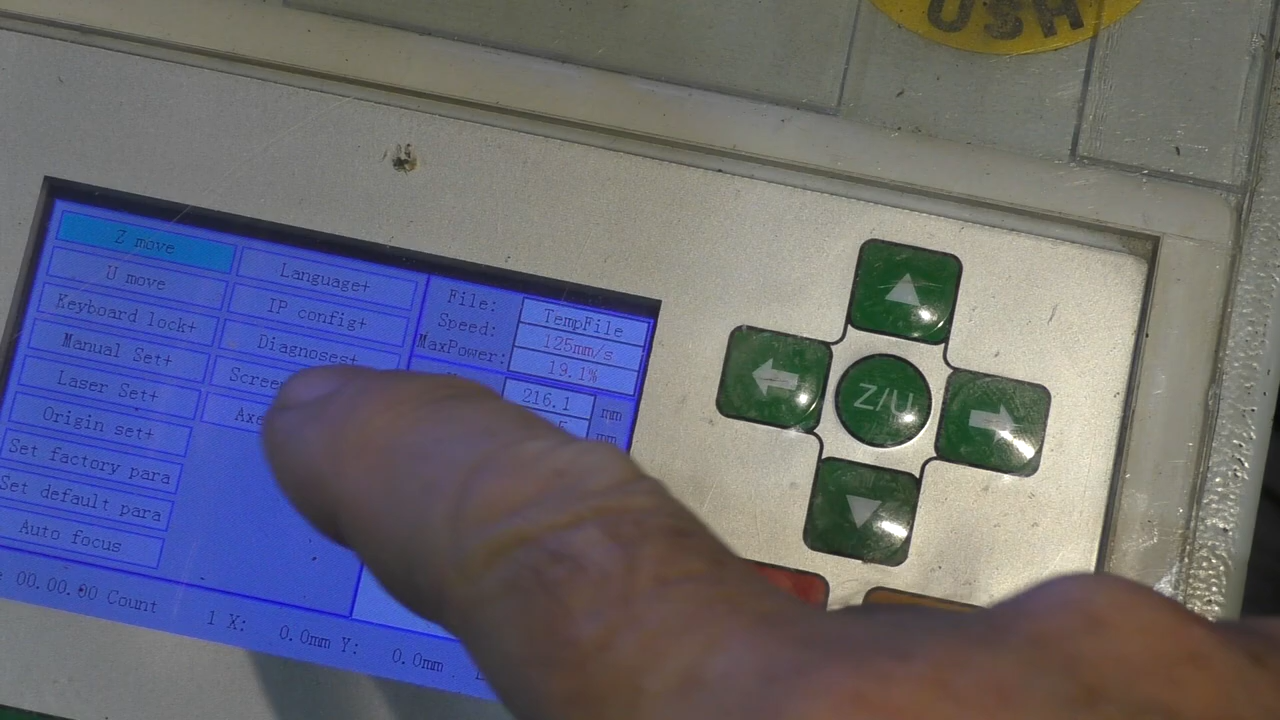 USH
Z move
U move
Keyboard lock+
Manual Set+
Laser Set+
Origin set+
Set factory para
Set default para
Auto focus
Language+
IP config+
Diagnoses+
File: TempFile
Speed: 125mm/s
MaxPower: 19.1%
216.1 mm
mm
Z/U
00.00.00 Count 1 X: 0.0mm Y: 0.0mm